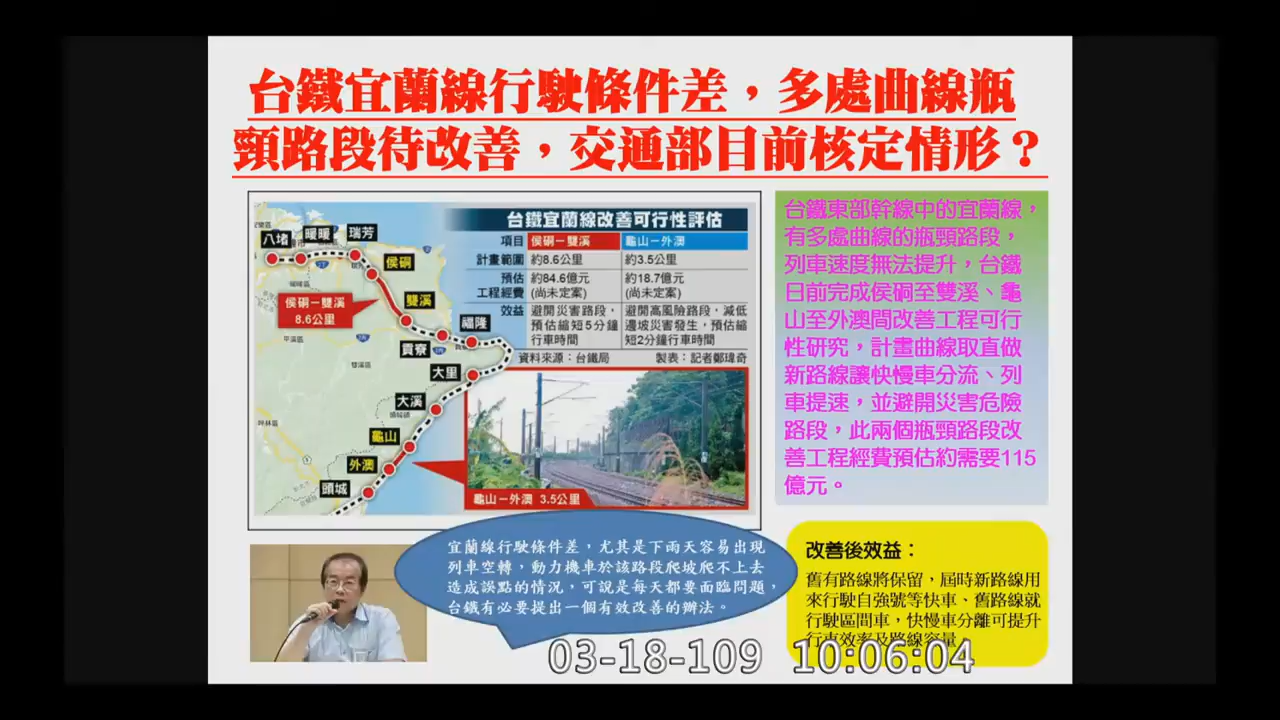 台鐵宜蘭線行駛條件差，多處曲線瓶
頸路段待改善，交通部目前核定情形？
八堵
暖暖
瑞芳
侯硐
侯硐－雙溪
8.6公里
雙溪
福隆
貢寮
大里
大溪
龜山
外澳
頭城
雙溪區
坪林區
台鐵宜蘭線改善可行性評估
項目 侯硐－雙溪 龜山－外澳
計畫範圍 約8.6公里 約3.5公里
預估 約84.6億元 約18.7億元
工程經費 (尚未定案) (尚未定案)
效益 避開災害路段， 避開高風險路段，減低
預估縮短5分鐘 邊坡災害發生，預估縮
行車時間 短2分鐘行車時間
資料來源：台鐵局 製表：記者鄭瑋奇
龜山－外澳 3.5公里
台鐵東部幹線中的宜蘭線，
有多處曲線的瓶頸路段，
列車速度無法提升，台鐵
日前完成侯硐至雙溪、龜
山至外澳間改善工程可行
性研究，計畫曲線取直做
新路線讓快慢車分流、列
車提速，並避開災害危險
路段，此兩個瓶頸路段改
善工程經費預估約需要115
億元。
宜蘭線行駛條件差，尤其是下雨天容易出現
列車空轉，動力機車於該路段爬坡爬不上去
造成誤點的情況，可說是每天都要面臨問題，
台鐵有必要提出一個有效改善的辦法。
改善後效益：
舊有路線將保留，屆時新路線用
來行駛自強號等快車、舊路線就
行駛區間車，快慢車分離可提升
行車效率及路線容量。
03-18-109 10:06:04